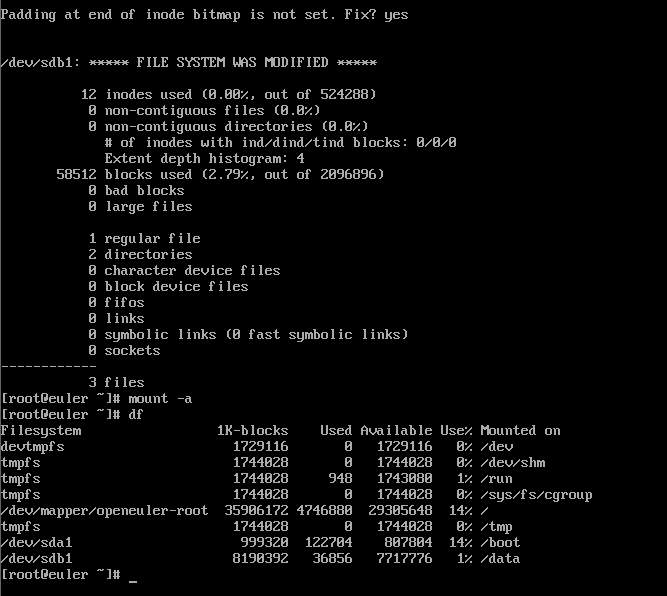 Padding at end of inode bitmap is not set. Fix? yes
/dev/sdb1: ***** FILE SYSTEM WAS MODIFIED *****
12 inodes used (0.00%, out of 524288)
0 non-contiguous files (0.0%)
0 non-contiguous directories (0.0%)
# of inodes with ind/dind/tind blocks: 0/0/0
Extent depth histogram: 4
58512 blocks used (2.79%, out of 2096896)
0 bad blocks
0 large files
1 regular file
2 directories
0 character device files
0 block device files
0 fifos
0 links
0 symbolic links (0 fast symbolic links)
0 sockets
------------
3 files
[root@euler ~]# mount -a
[root@euler ~]# df
Filesystem 1K-blocks Used Available Use% Mounted on
devtmpfs 1729116 0 1729116 0% /dev
tmpfs 1744028 0 1744028 0% /dev/shm
tmpfs 1744028 948 1743080 1% /run
tmpfs 1744028 0 1744028 0% /sys/fs/cgroup
/dev/mapper/openeuler-root 35906172 4746880 29305648 14% /
tmpfs 1744028 0 1744028 0% /tmp
/dev/sda1 999320 122704 807804 14% /boot
/dev/sdb1 8190392 36856 7717776 1% /data
[root@euler ~]# _